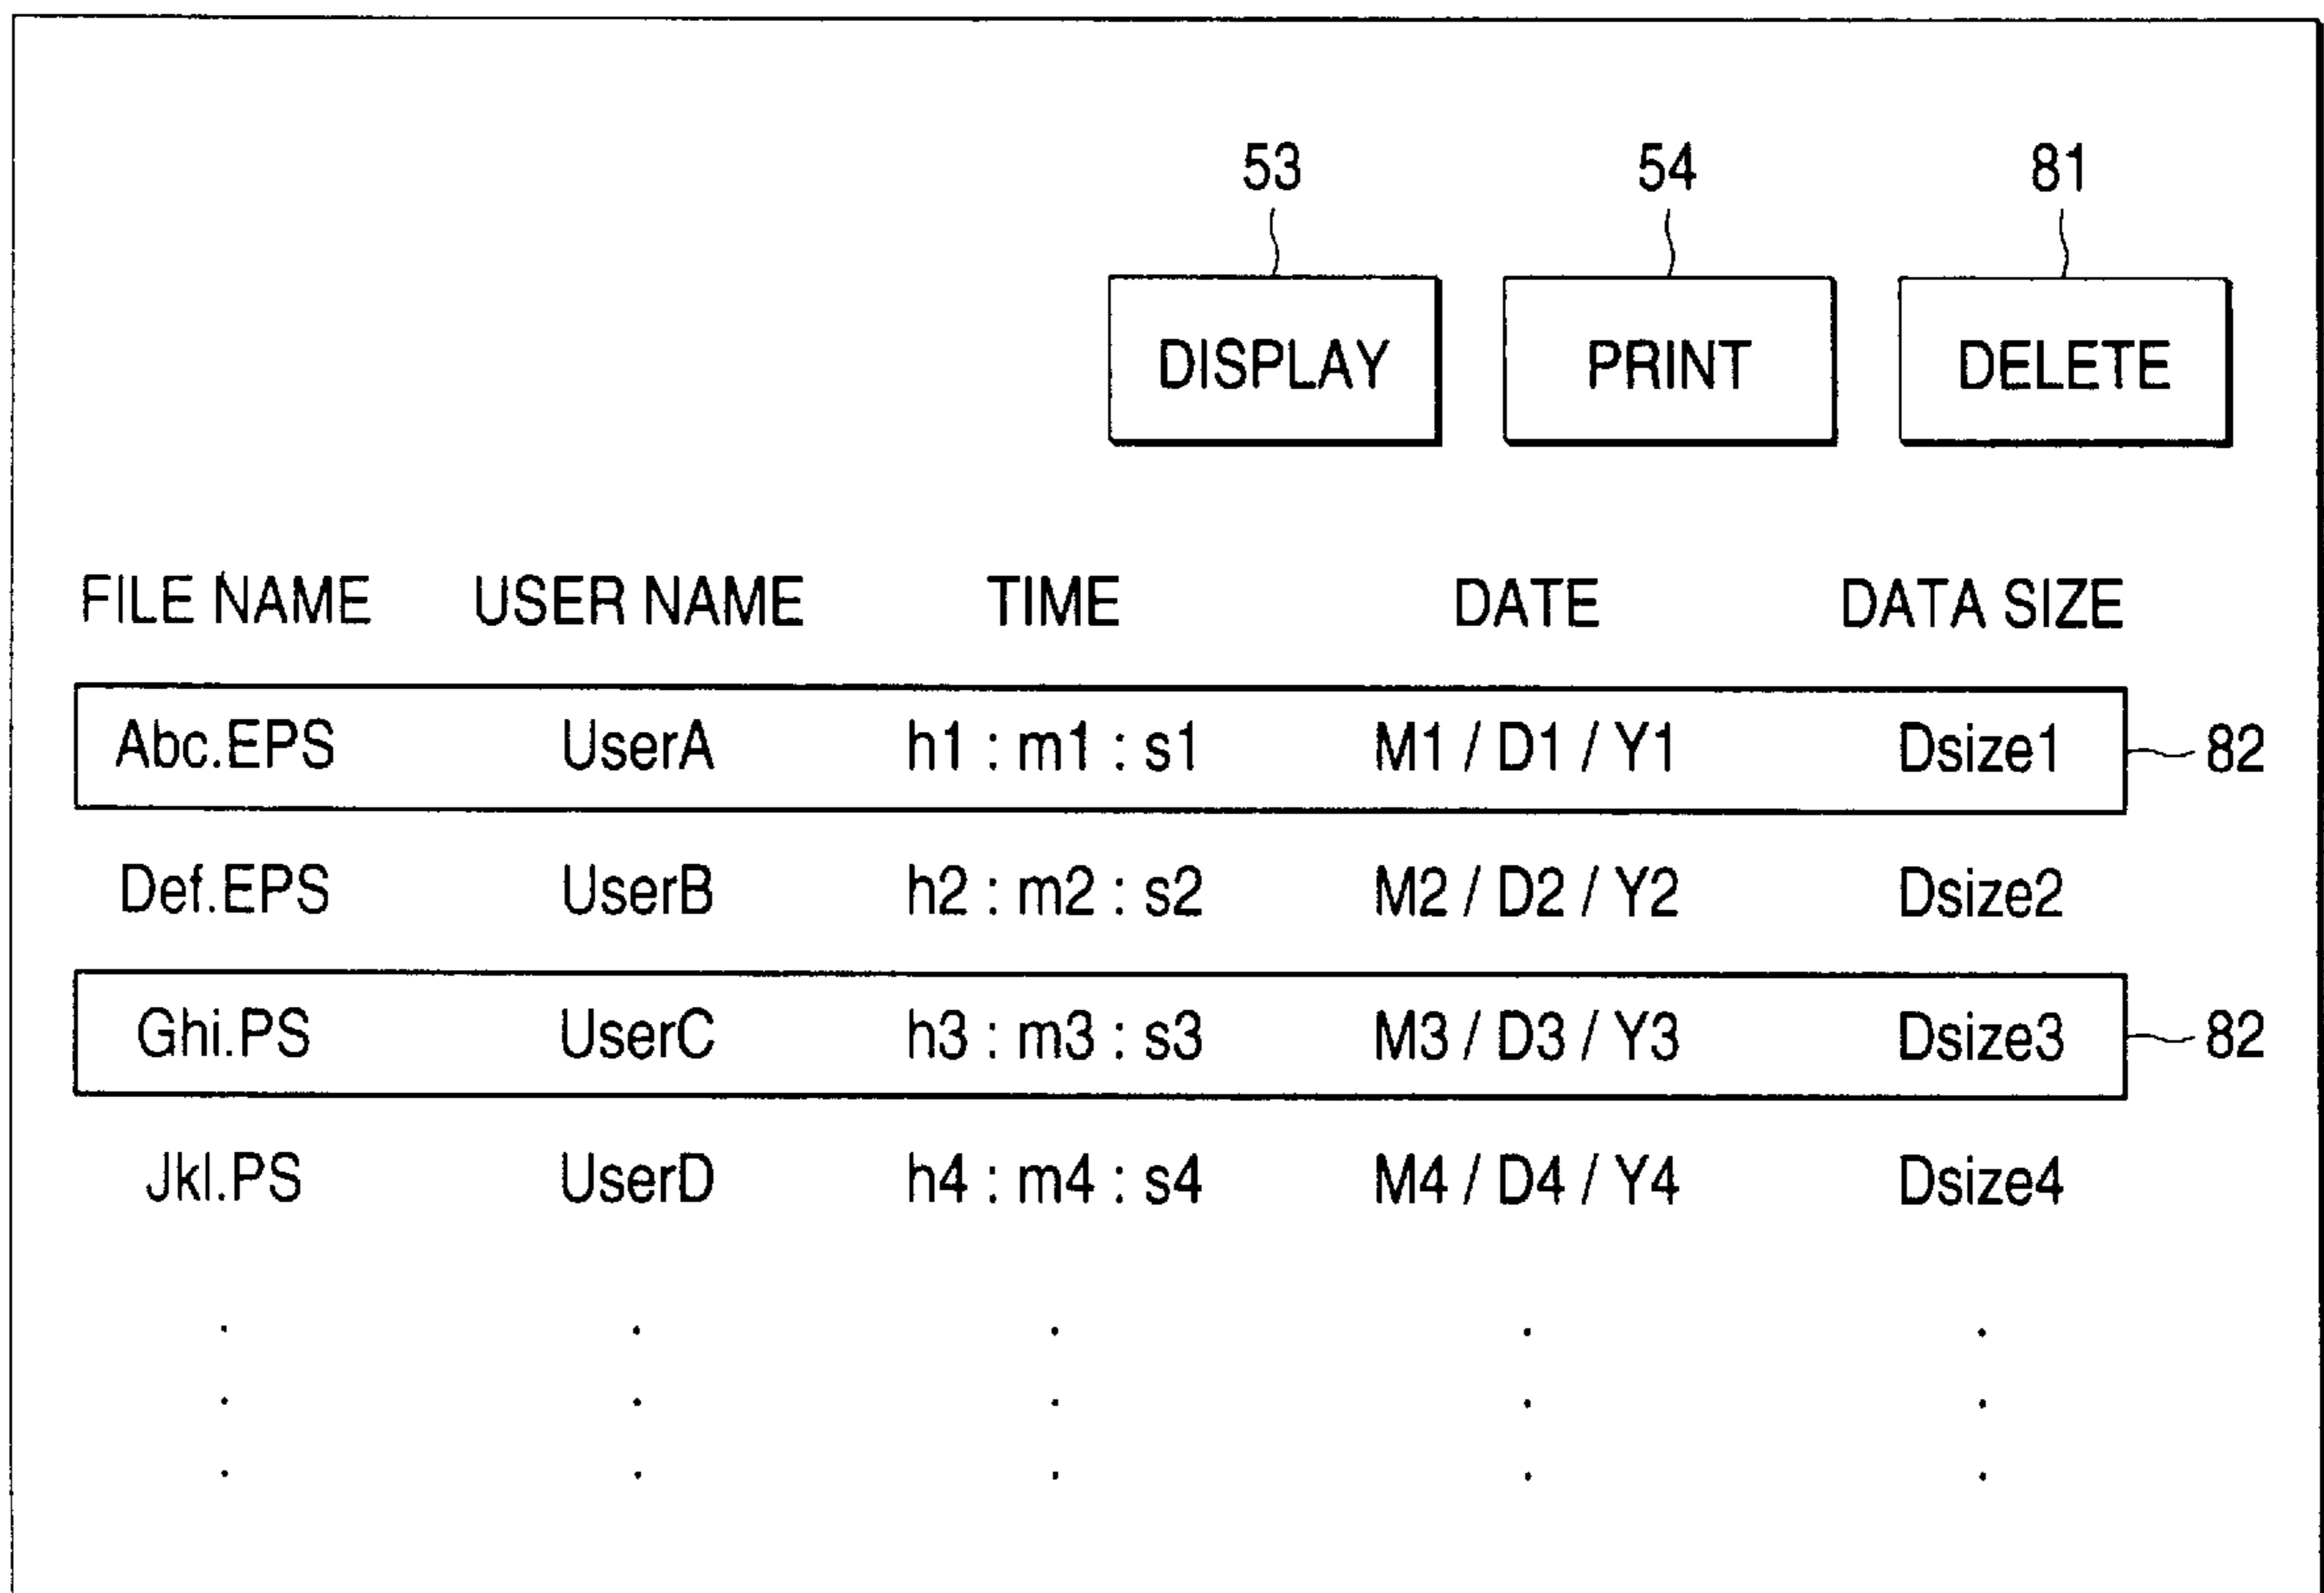 53 54 81
DISPLAY PRINT DELETE
FILE NAME USER NAME TIME DATE DATA SIZE
Abc.EPS UserA h1 : m1 : s1 M1 / D1 / Y1 Dsize1 82
Def.EPS UserB h2 : m2 : s2 M2 / D2 / Y2 Dsize2
Ghi.PS UserC h3 : m3 : s3 M3 / D3 / Y3 Dsize3 82
Jkl.PS UserD h4 : m4 : s4 M4 / D4 / Y4 Dsize4